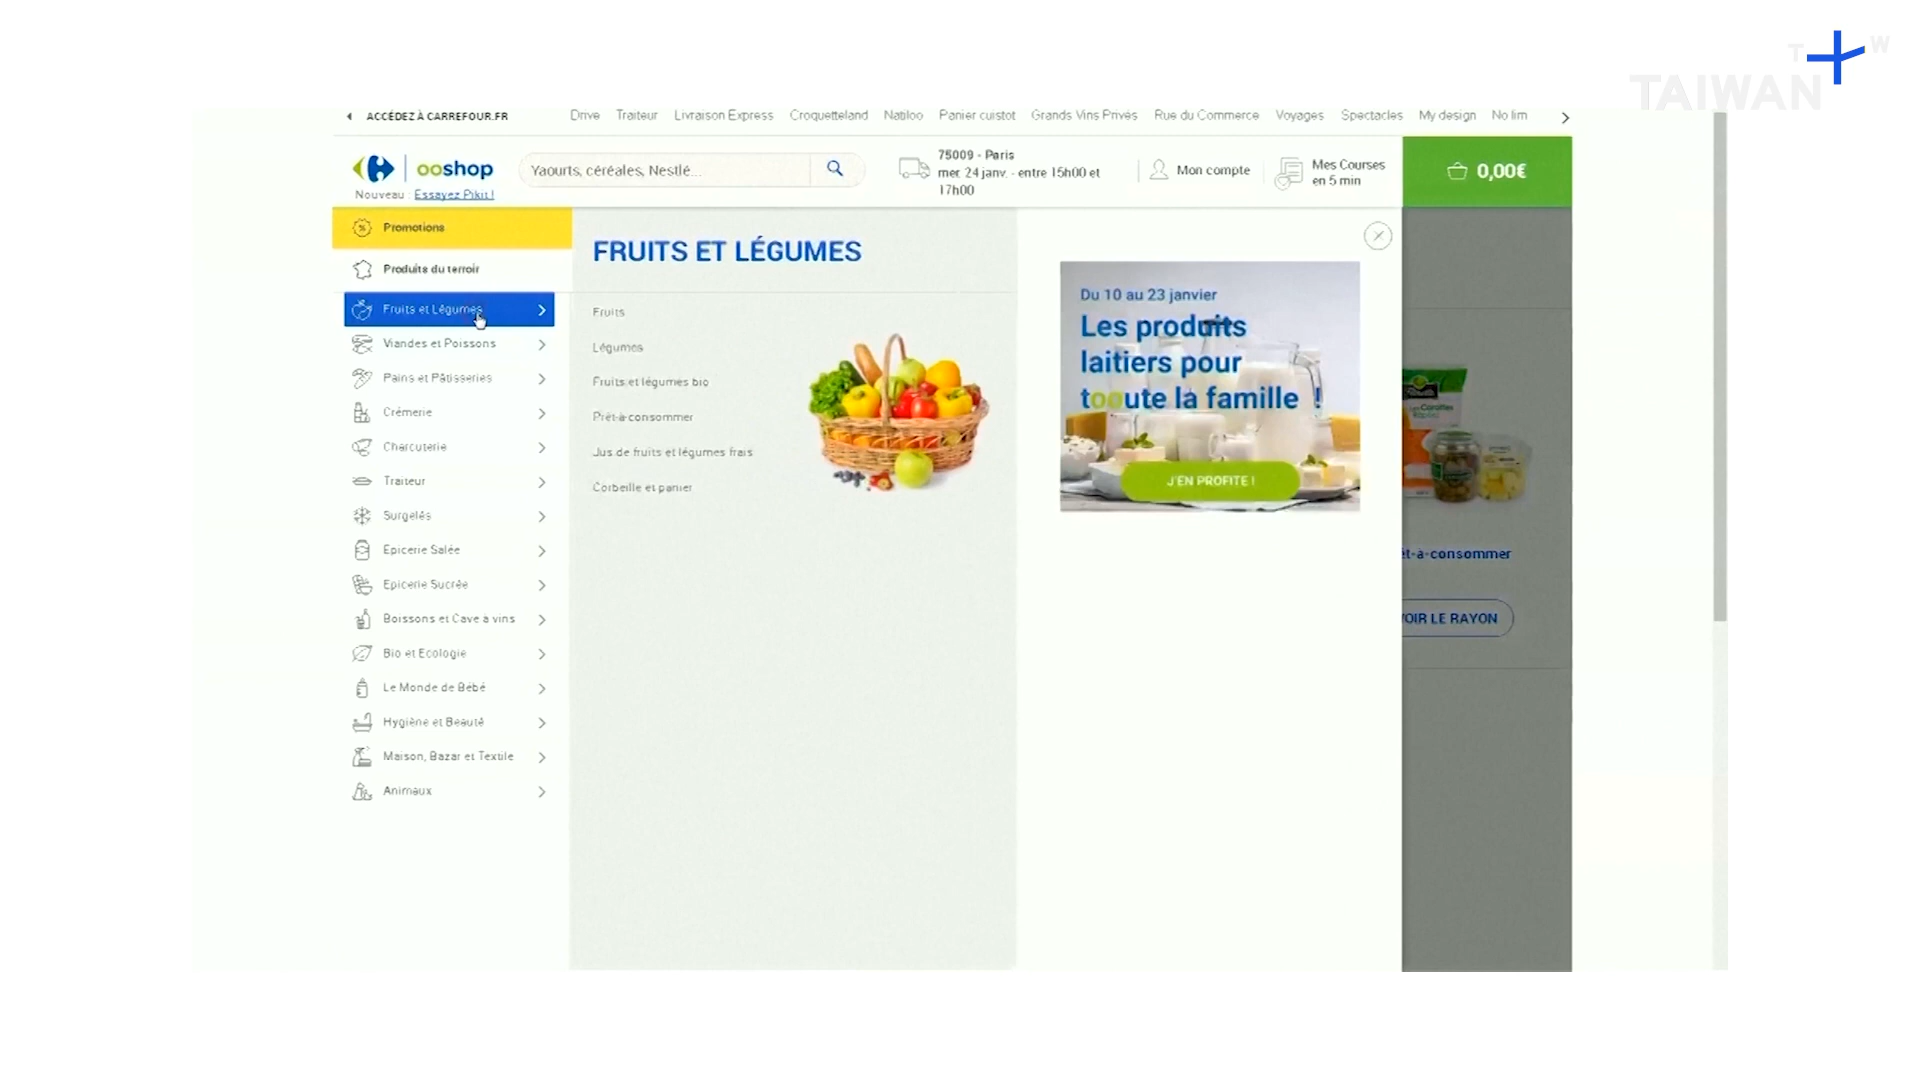 T W
TAIWAN
ACCÉDEZ À CARREFOUR.FR
Drive Traiteur Livraison Express Croquetteland Natiloo Panier cuistot Grands Vins Privés Rue du Commerce Voyages Spectacles My design No lim
ooshop
Yaourts, céréales, Nestlé...
75009 - Paris
mer. 24 janv. - entre 15h00 et
17h00
Mon compte
Mes Courses
en 5 min
0,00€
Nouveau : Essayez Pikit !
Promotions
Produits du terroir
Fruits et Légumes
Viandes et Poissons
Pains et Pâtisseries
Crémerie
Charcuterie
Traiteur
Surgelés
Epicerie Salée
Epicerie Sucrée
Boissons et Cave à vins
Bio et Ecologie
Le Monde de Bébé
Hygiène et Beauté
Maison, Bazar et Textile
Animaux
FRUITS ET LÉGUMES
Fruits
Légumes
Fruits et légumes bio
Prêt-à-consommer
Jus de fruits et légumes frais
Corbeille et panier
Du 10 au 23 janvier
Les produits
laitiers pour
toooute la famille !
J'EN PROFITE !
Carottes
Râpées
êt-à-consommer
VOIR LE RAYON